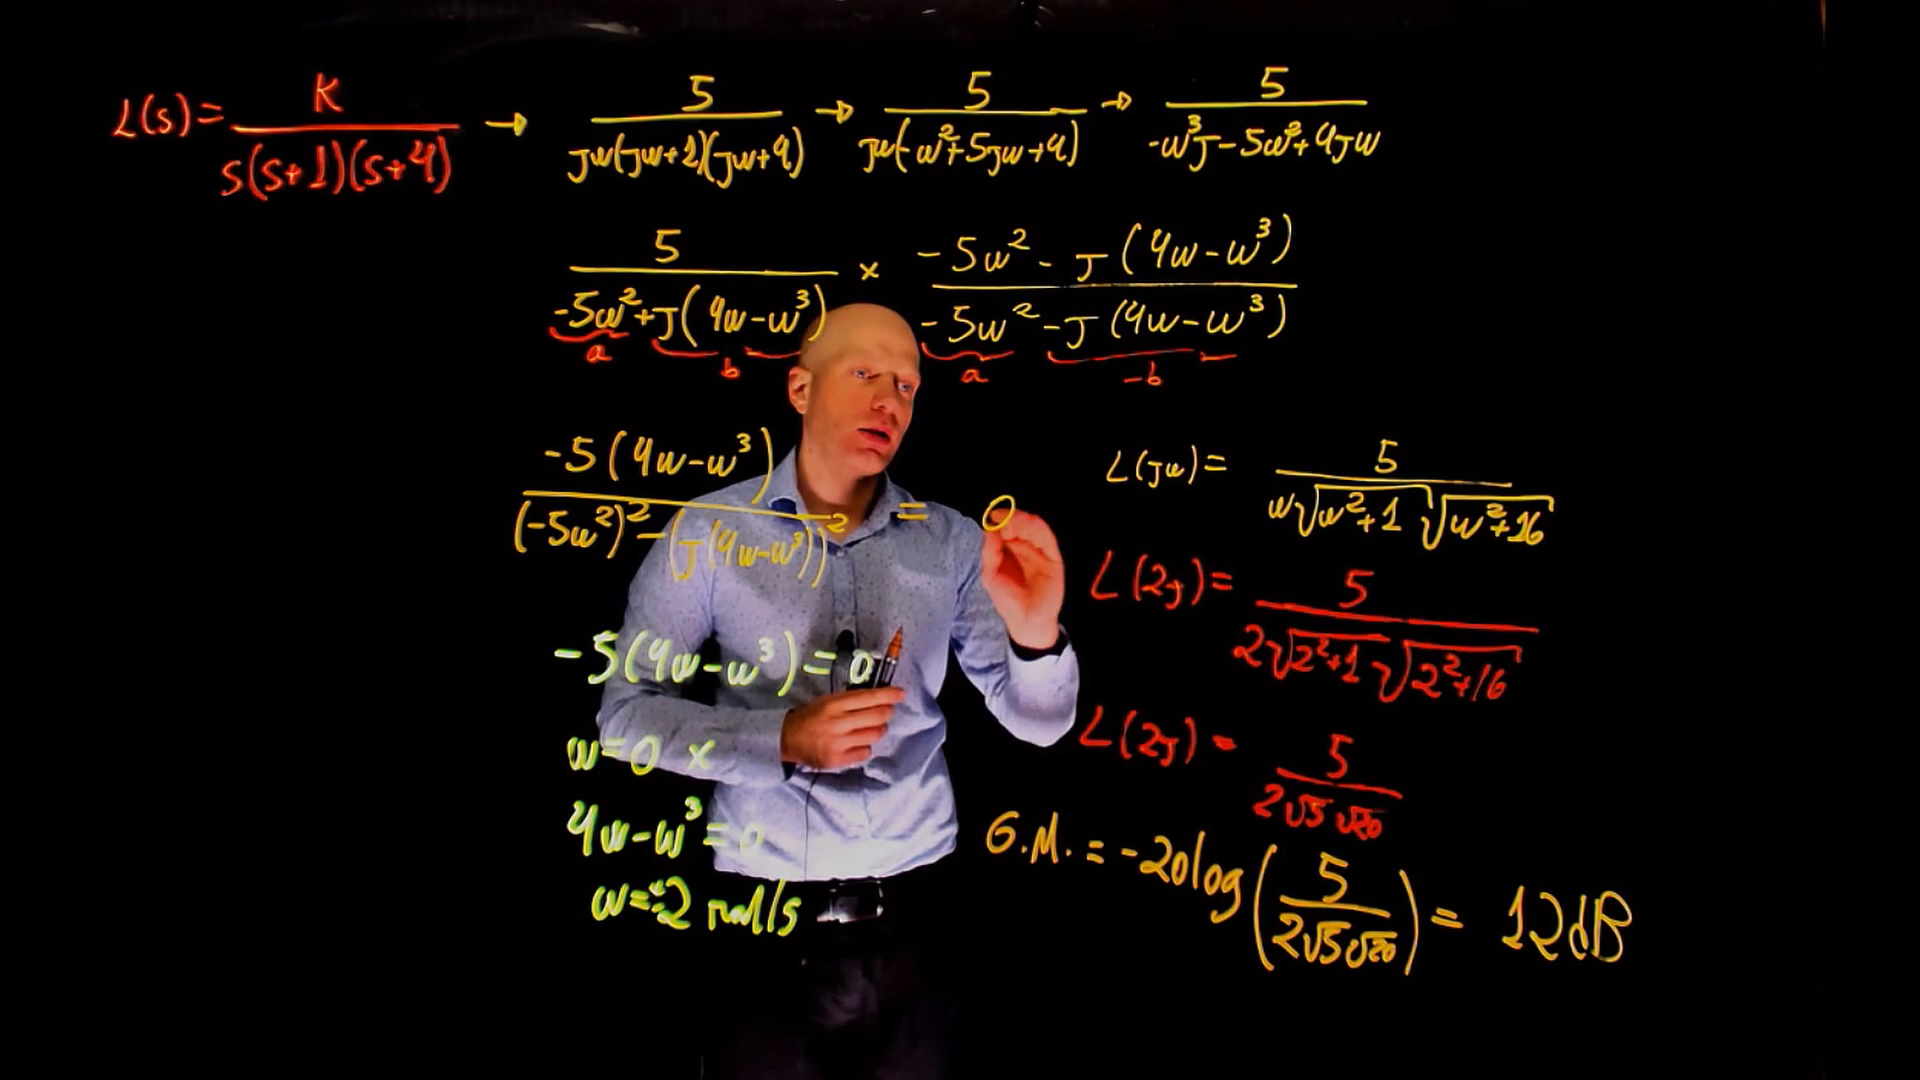 L(s) = K / s(s+1)(s+4) → 5 / Jw(Jw+1)(Jw+4) → 5 / Jw(-w²+5Jw+4) → 5 / -w³J-5w²+4Jw
5 / -5w²+J(4w-w³) × -5w²-J(4w-w³) / -5w²-J(4w-w³)
a b a -b
-5(4w-w³) / (-5w²)²-(J(4w-w³))² = 0
-5(4w-w³)=0
w=0 ×
4w-w³=0
w=±2 rad/s
L(Jw) = 5 / w√w²+1 √w²+16
L(2J) = 5 / 2√2²+1 √2²+16
L(2J) = 5 / 2√5√20
G.M. = -20log(5 / 2√5√20) = 12dB